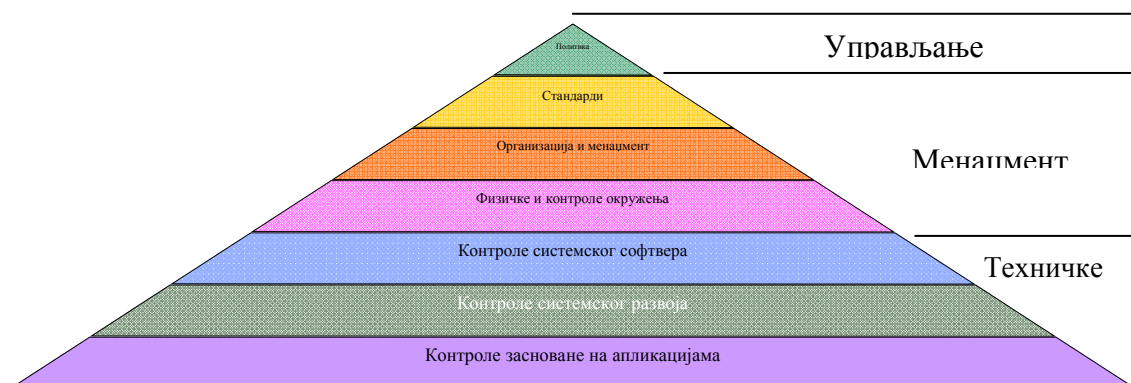 Политика
Управљање
Стандарди
Организација и менаџмент
Менаџмент
Физичке и контроле окружења
Контроле системског софтвера
Техничке
Контроле системског развоја
Контроле засноване на апликацијама